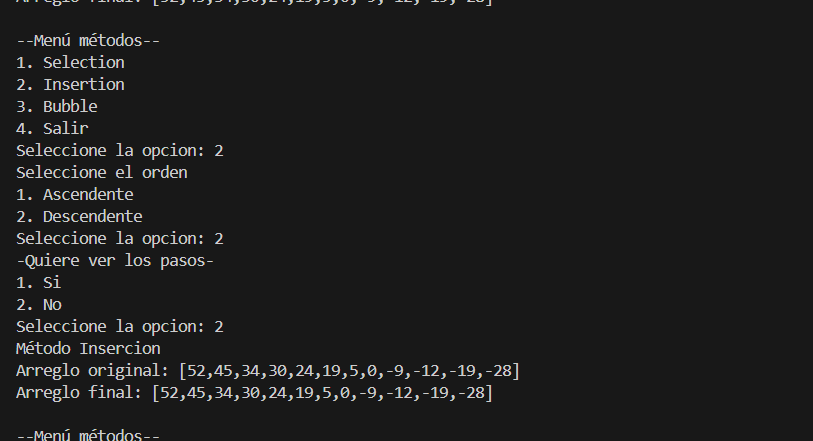 Arreglo final: [52,45,34,30,24,19,5,0,-9,-12,-19,-28]
--Menú métodos--
1. Selection
2. Insertion
3. Bubble
4. Salir
Seleccione la opcion: 2
Seleccione el orden
1. Ascendente
2. Descendente
Seleccione la opcion: 2
-Quiere ver los pasos-
1. Si
2. No
Seleccione la opcion: 2
Método Insercion
Arreglo original: [52,45,34,30,24,19,5,0,-9,-12,-19,-28]
Arreglo final: [52,45,34,30,24,19,5,0,-9,-12,-19,-28]
--Menú métodos--